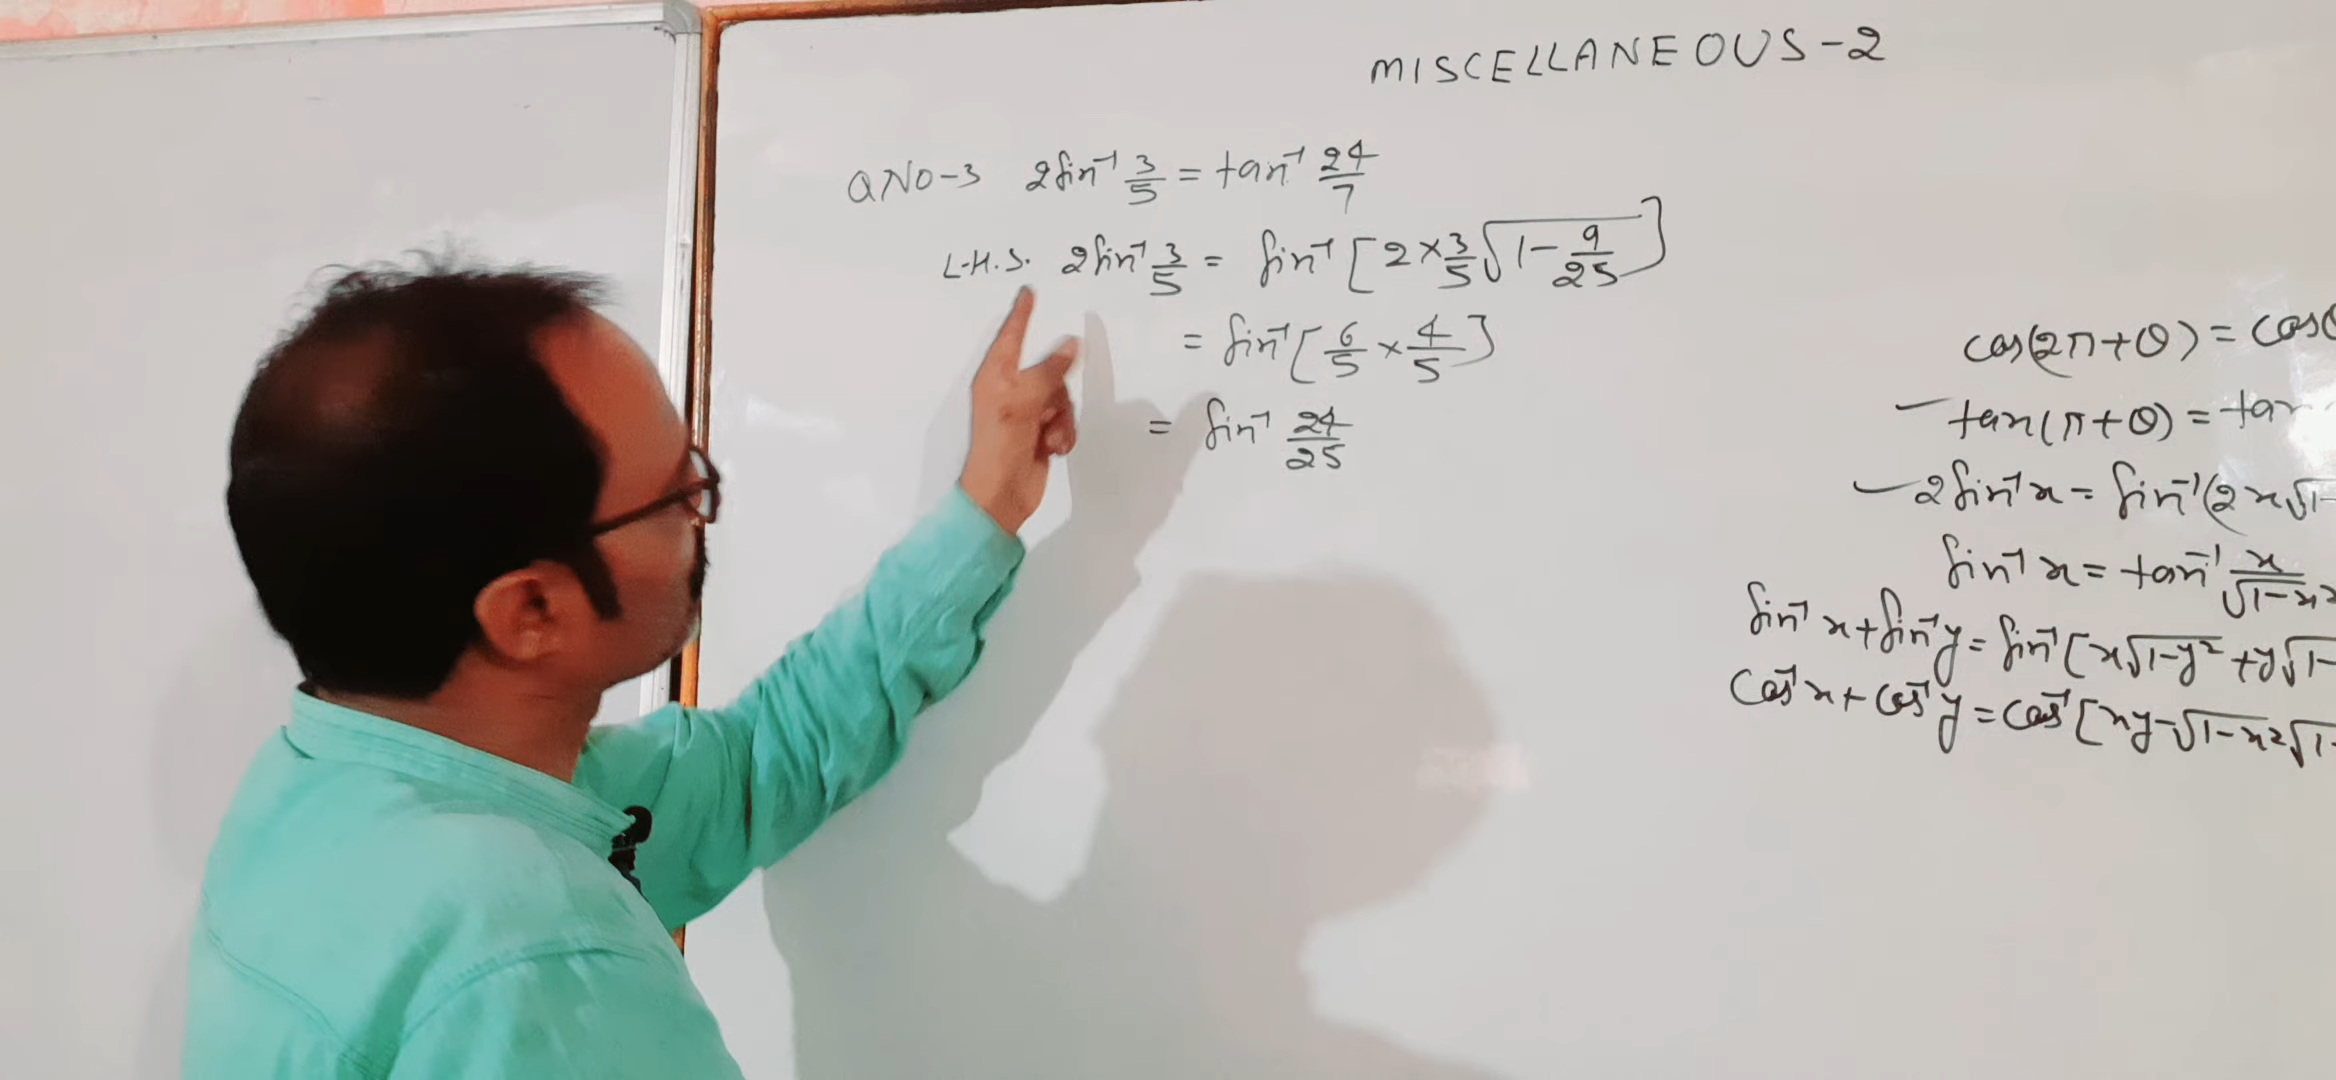 MISCELLANEOUS-2
QNO-3 2sin⁻¹ 3/5 = tan⁻¹ 24/7
L.H.S. 2sin⁻¹ 3/5 = sin⁻¹ [2 × 3/5 √(1 - 9/25)]
= sin⁻¹ [6/5 × 4/5]
= sin⁻¹ 24/25
cos(2π+θ) = cosθ
- tan(π+θ) = tan
- 2sin⁻¹x = sin⁻¹(2x√1-
sin⁻¹x = tan⁻¹ x/√(1-x²)
sin⁻¹x + sin⁻¹y = sin⁻¹[x√(1-y²) + y√1-
cos⁻¹x + cos⁻¹y = cos⁻¹[xy - √(1-x²)√1-